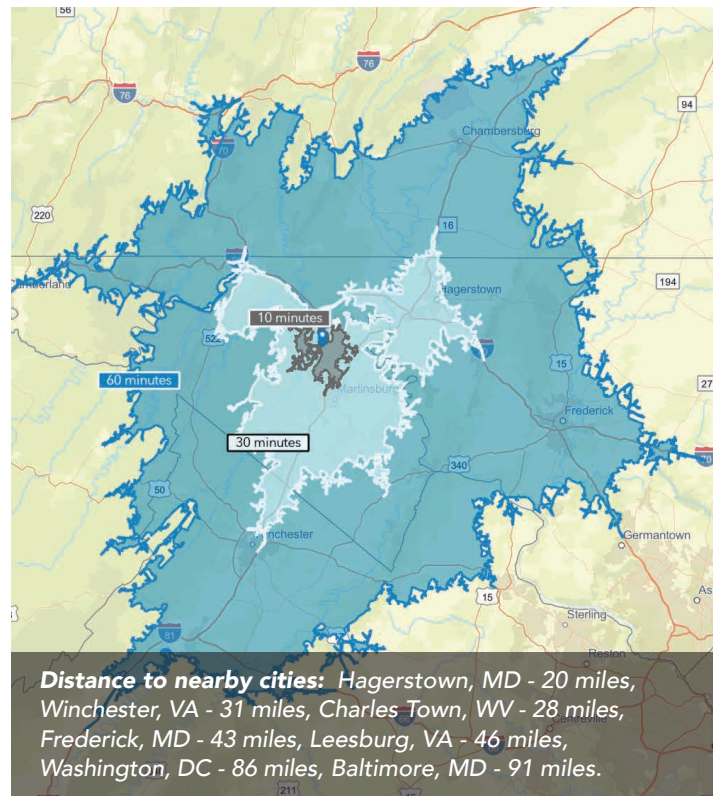 56
76
76
94
Chambersburg
70
220
16
194
Hagerstown
10 minutes
522
Martinsburg
60 minutes
15
27
Frederick
30 minutes
340
70
50
Germantown
15
Sterling
81
Reston
Distance to nearby cities: Hagerstown, MD - 20 miles,
Winchester, VA - 31 miles, Charles Town, WV - 28 miles,
Frederick, MD - 43 miles, Leesburg, VA - 46 miles,
Washington, DC - 86 miles, Baltimore, MD - 91 miles.
211